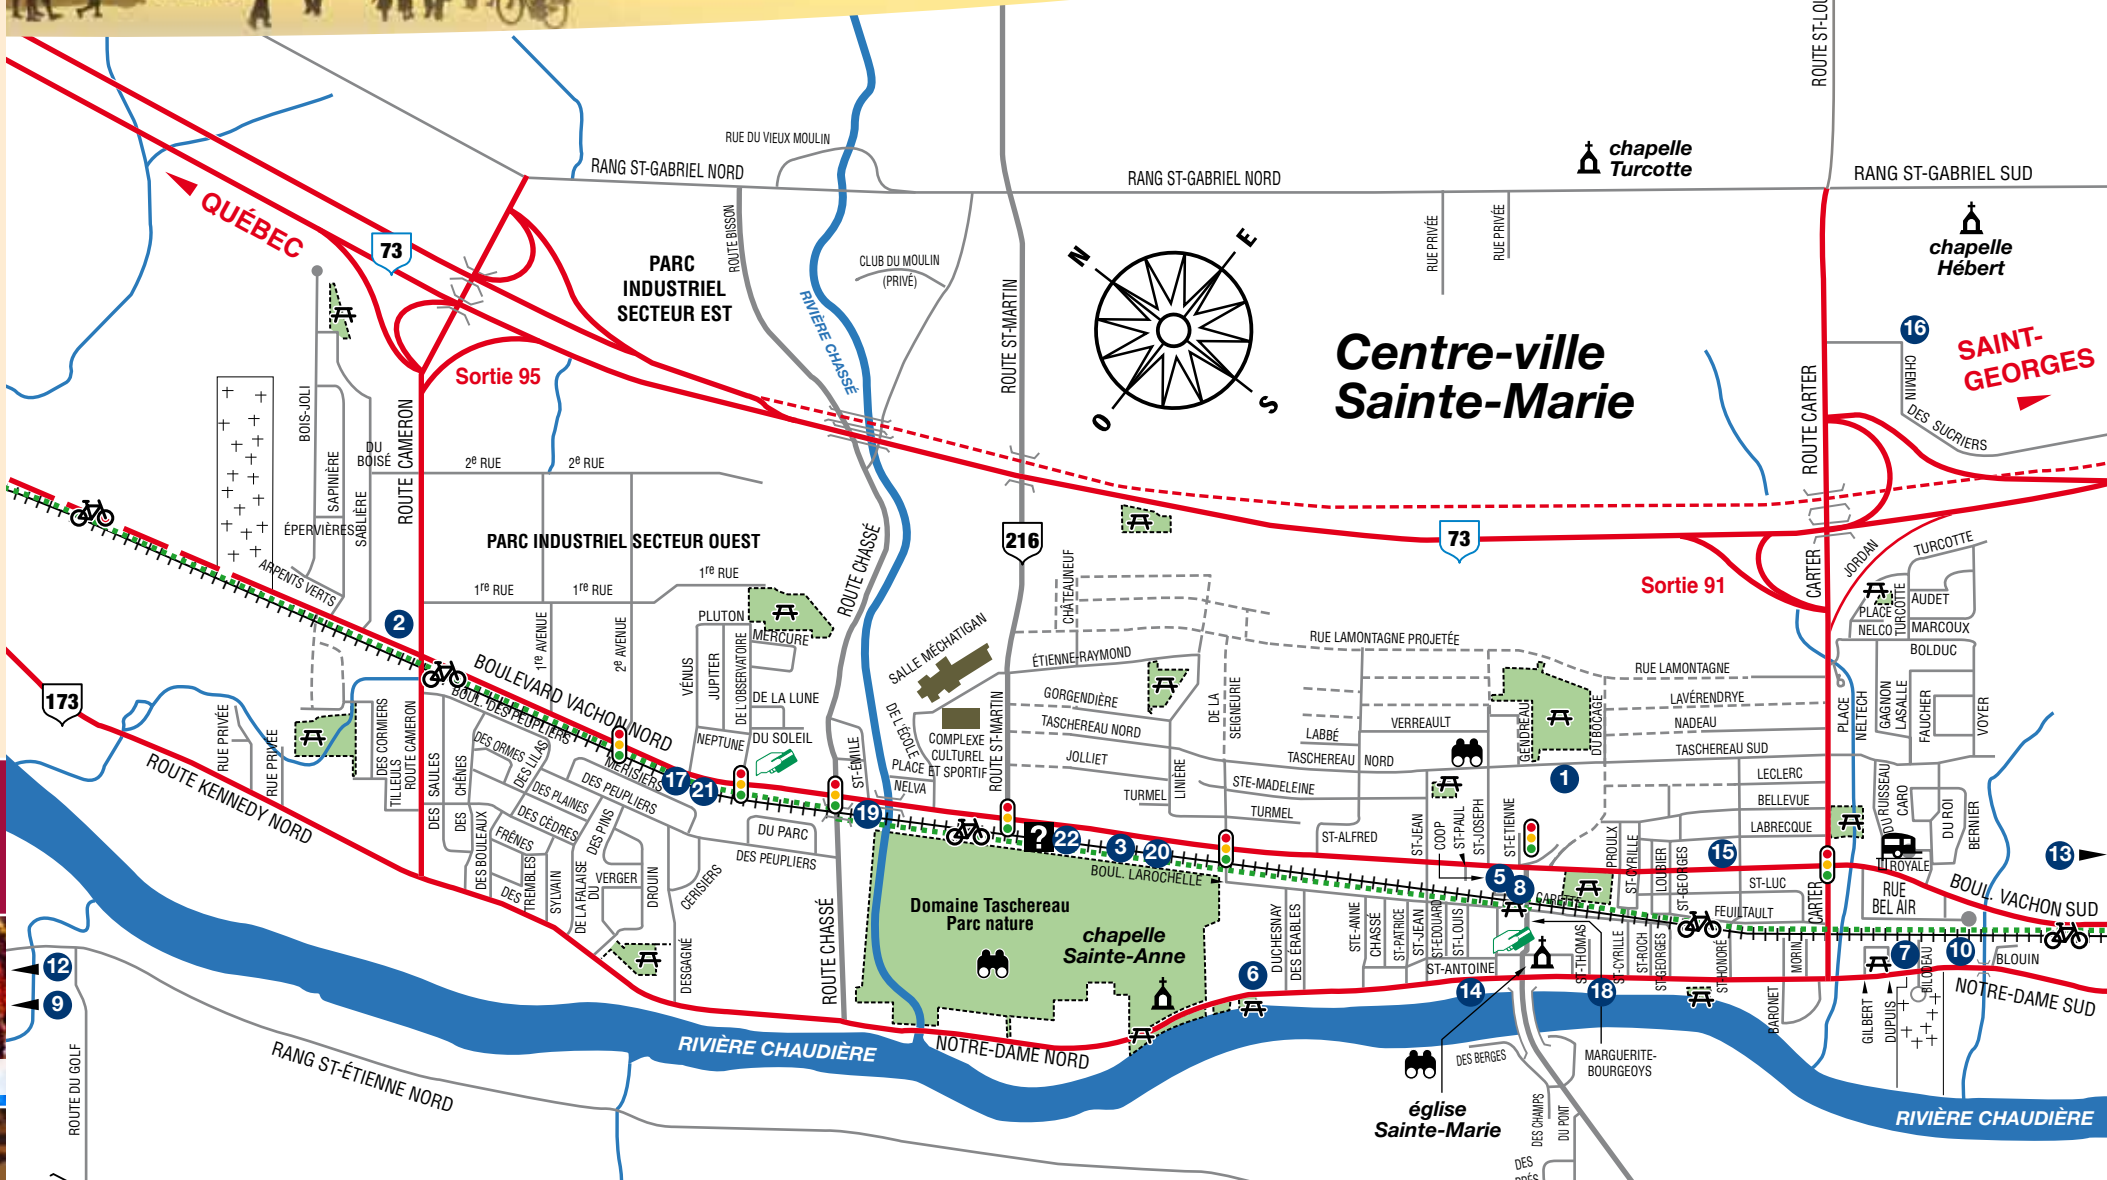 ROUTE ST-LOU
RUE DU VIEUX MOULIN
RANG ST-GABRIEL NORD
RANG ST-GABRIEL NORD
chapelle
Turcotte
RANG ST-GABRIEL SUD
QUÉBEC
73
ROUTE BISSON
PARC
INDUSTRIEL
SECTEUR EST
CLUB DU MOULIN
(PRIVÉ)
RIVIÈRE CHASSÉ
ROUTE ST-MARTIN
N
E
S
O
RUE PRIVÉE
RUE PRIVÉE
chapelle
Hébert
Centre-ville
Sainte-Marie
16
SAINT-
GEORGES
CHEMIN
DES SUCRIERS
Sortie 95
BOIS-JOLI
SAPINIÈRE
DU
BOISÉ
SABLIÈRE
ÉPERVIÈRES
ARPENTS VERTS
ROUTE CAMERON
2e RUE
2e RUE
PARC INDUSTRIEL SECTEUR OUEST
1re RUE
1re RUE
1re RUE
1re AVENUE
2e AVENUE
ROUTE CHASSÉ
216
73
ROUTE CARTER
CARTER
Sortie 91
JORDAN
TURCOTTE
PLACE
NELCO
TURCOTTE
AUDET
MARCOUX
BOLDUC
2
PLUTON
MERCURE
VÉNUS
JUPITER
DE L'OBSERVATOIRE
DE LA LUNE
DU SOLEIL
NEPTUNE
SALLE MÉCHATIGAN
CHÂTEAUNEUF
ÉTIENNE-RAYMOND
RUE LAMONTAGNE PROJETÉE
RUE LAMONTAGNE
LAVÉRENDRYE
NADEAU
TASCHEREAU SUD
LECLERC
BELLEVUE
LABRECQUE
GORGENDIÈRE
TASCHEREAU NORD
JOLLIET
DE LA
SEIGNEURIE
LINIÈRE
TURMEL
VERREAULT
LABBÉ
TASCHEREAU NORD
STE-MADELEINE
TURMEL
ST-ALFRED
GENDREAU
DU BOCAGE
1
PLACE
NELTECH
GAGNON
LASALLE
FAUCHER
VOYER
DU RUISSEAU
CARO
DU ROI
BERNIER
173
BOULEVARD VACHON NORD
BOUL. DES PEUPLIERS
RUE PRIVÉE
RUE PRIVÉE
DES CORMIERS
TILLEULS
ROUTE CAMERON
ROUTE KENNEDY NORD
DES
SAULES
DES
CHÊNES
DES ORMES
DES LILAS
MERISIERS
DES PEUPLIERS
DES PLAINES
DES CÈDRES
DES PINS
DES BOULEAUX
FRÊNES
DES
TREMBLES
SYLVAIN
DE LA FALAISE
DU
VERGER
DROUIN
CERISIERS
DESGAGNÉ
17
21
DU PARC
DES PEUPLIERS
ST-ÉMILE
19
DE L'ÉCOLE
PLACE
NELVA
COMPLEXE
CULTUREL
ET SPORTIF
ROUTE ST-MARTIN
?
22
3
20
BOUL. LAROCHELLE
ST-JEAN
COOP
ST-PAUL
ST-JOSEPH
ST-ETIENNE
5
8
CARETTE
PROULX
ST-CYRILLE
LOUBIER
ST-GEORGES
15
ST-LUC
FEUILTAULT
CARTER
ROYALE
RUE
BEL AIR
13
BOUL. VACHON SUD
Domaine Taschereau
Parc nature
chapelle
Sainte-Anne
ROUTE CHASSÉ
6
DUCHESNAY
DES ÉRABLES
STE-ANNE
CHASSÉ
ST-PATRICE
ST-JEAN
ST-EDOUARD
ST-LOUIS
ST-ANTOINE
14
ST-THOMAS
ST-CYRILLE
ST-ROCH
ST-GEORGES
ST-HONORÉ
MORIN
BARONET
18
7
10
BILODEAU
BLOUIN
NOTRE-DAME SUD
GILBERT
DUPUIS
12
9
ROUTE DU GOLF
RANG ST-ÉTIENNE NORD
RIVIÈRE CHAUDIÈRE
NOTRE-DAME NORD
DES BERGES
MARGUERITE-
BOURGEOYS
église
Sainte-Marie
DES CHAMPS
DU PONT
DES
RIVIÈRE CHAUDIÈRE